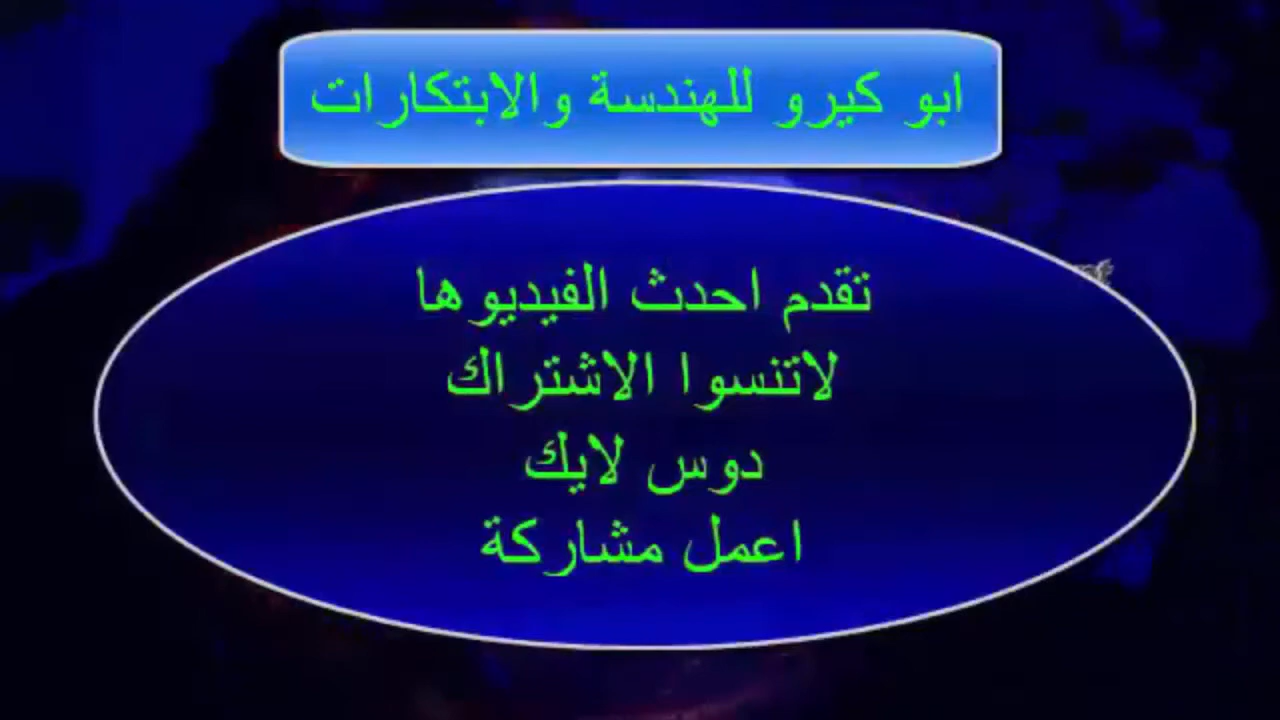 ابو كيرو للهندسة والابتكارات
تقدم احدث الفيديوها
لاتنسوا الاشتراك
دوس لايك
اعمل مشاركة